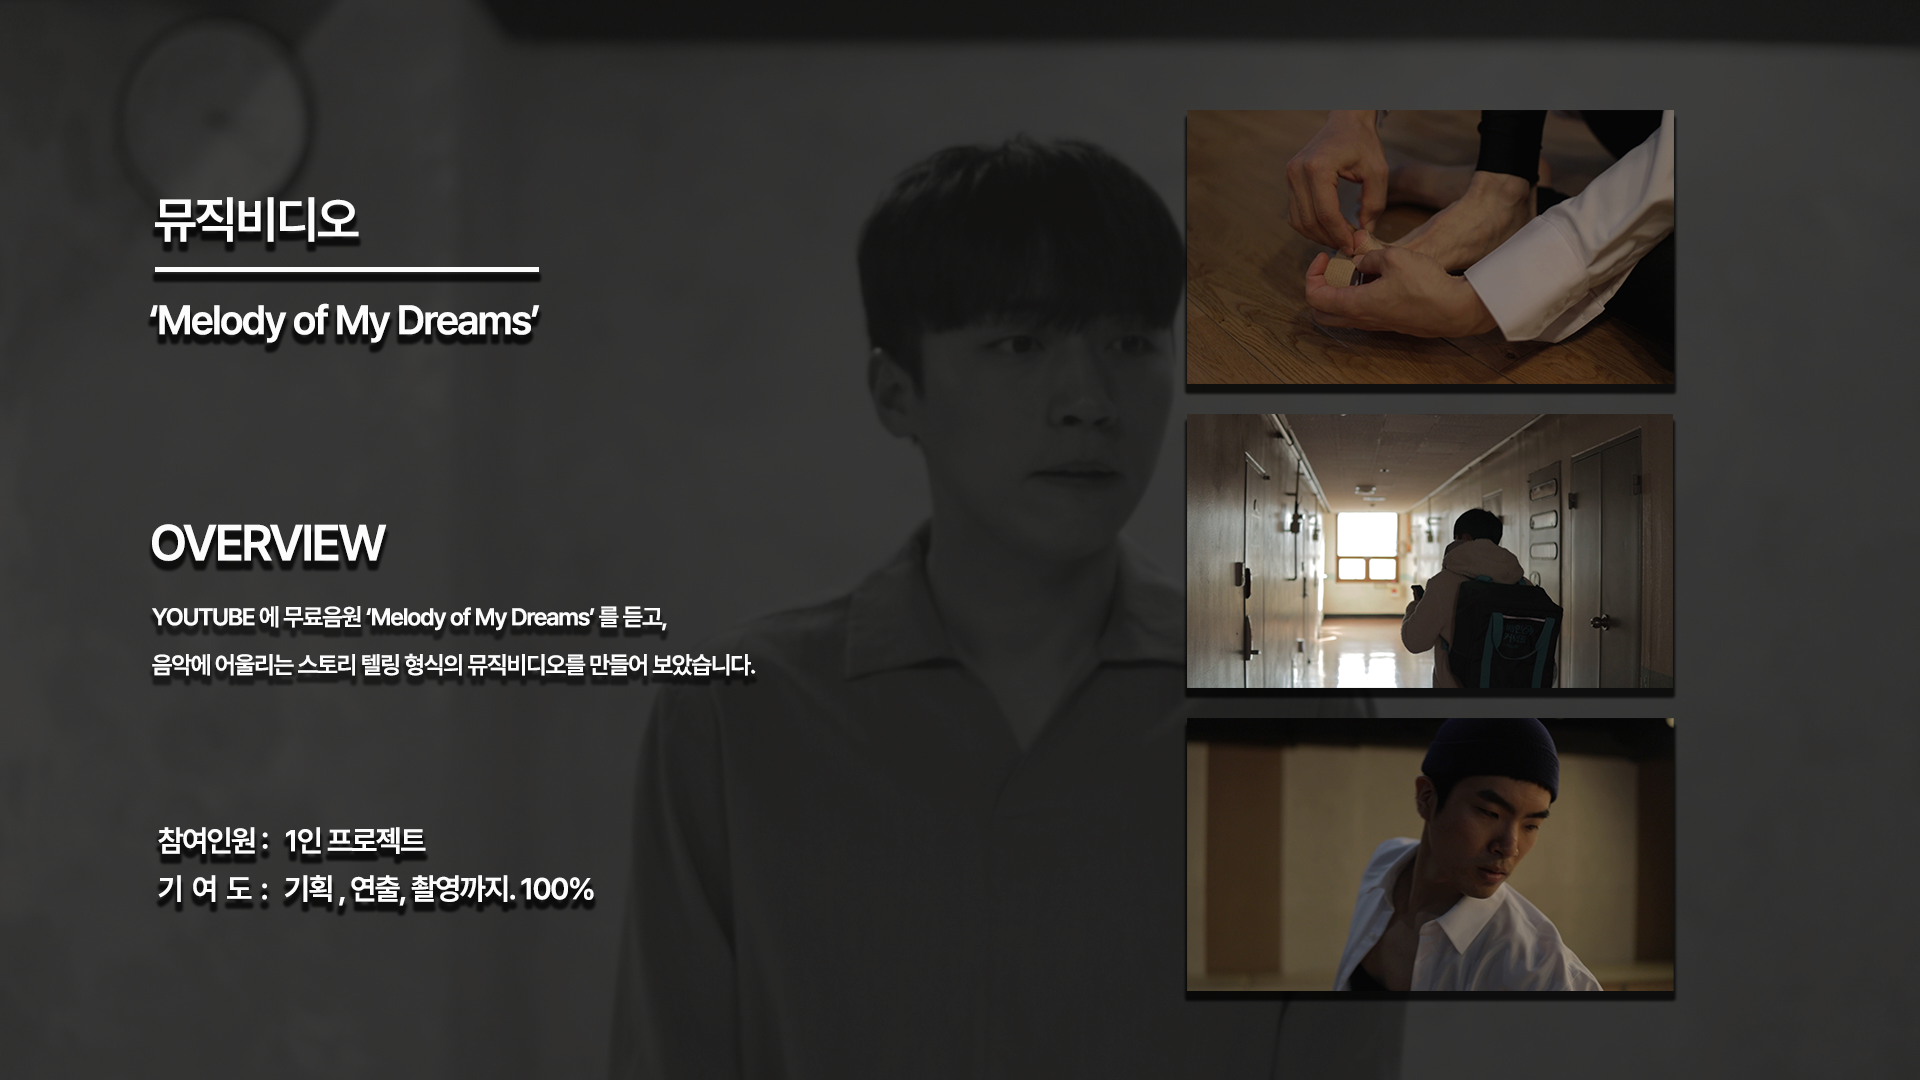 뮤직비디오
‘Melody of My Dreams’
OVERVIEW
YOUTUBE 에 무료음원 ‘Melody of My Dreams’ 를 듣고,
음악에 어울리는 스토리 텔링 형식의 뮤직비디오를 만들어 보았습니다.
참여인원 : 1인 프로젝트
기 여 도 : 기획 , 연출, 촬영까지. 100%